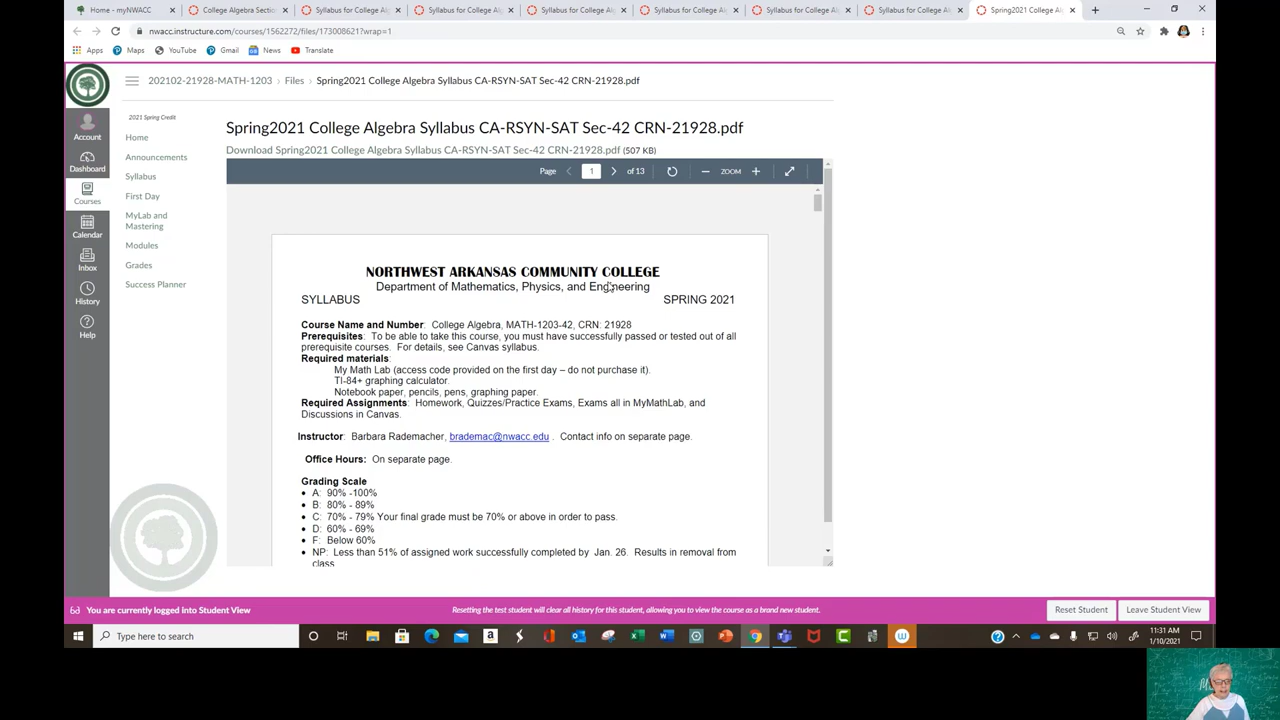 Home - myNWACC
College Algebra Section
Syllabus for College Alg
Syllabus for College Alg
Syllabus for College Alg
Syllabus for College Alg
Syllabus for College Alg
Syllabus for College Alg
Spring2021 College Al
nwacc.instructure.com/courses/1562272/files/173008621?wrap=1
Apps Maps YouTube Gmail News Translate
202102-21928-MATH-1203 > Files > Spring2021 College Algebra Syllabus CA-RSYN-SAT Sec-42 CRN-21928.pdf
Account
Dashboard
Courses
Calendar
Inbox
History
Help
2021 Spring Credit
Home
Announcements
Syllabus
First Day
MyLab and
Mastering
Modules
Grades
Success Planner
Spring2021 College Algebra Syllabus CA-RSYN-SAT Sec-42 CRN-21928.pdf
Download Spring2021 College Algebra Syllabus CA-RSYN-SAT Sec-42 CRN-21928.pdf (507 KB)
Page 1 of 13 ZOOM
NORTHWEST ARKANSAS COMMUNITY COLLEGE
Department of Mathematics, Physics, and Engineering
SYLLABUS SPRING 2021
Course Name and Number: College Algebra, MATH-1203-42, CRN: 21928
Prerequisites: To be able to take this course, you must have successfully passed or tested out of all
prerequisite courses. For details, see Canvas syllabus.
Required materials:
My Math Lab (access code provided on the first day – do not purchase it).
TI-84+ graphing calculator.
Notebook paper, pencils, pens, graphing paper.
Required Assignments: Homework, Quizzes/Practice Exams, Exams all in MyMathLab, and
Discussions in Canvas.
Instructor: Barbara Rademacher, brademac@nwacc.edu . Contact info on separate page.
Office Hours: On separate page.
Grading Scale
• A: 90% -100%
• B: 80% - 89%
• C: 70% - 79% Your final grade must be 70% or above in order to pass.
• D: 60% - 69%
• F: Below 60%
• NP: Less than 51% of assigned work successfully completed by Jan. 26. Results in removal from
class
You are currently logged into Student View
Resetting the test student will clear all history for this student, allowing you to view the course as a brand new student.
Reset Student
Leave Student View
Type here to search
11:31 AM
1/10/2021